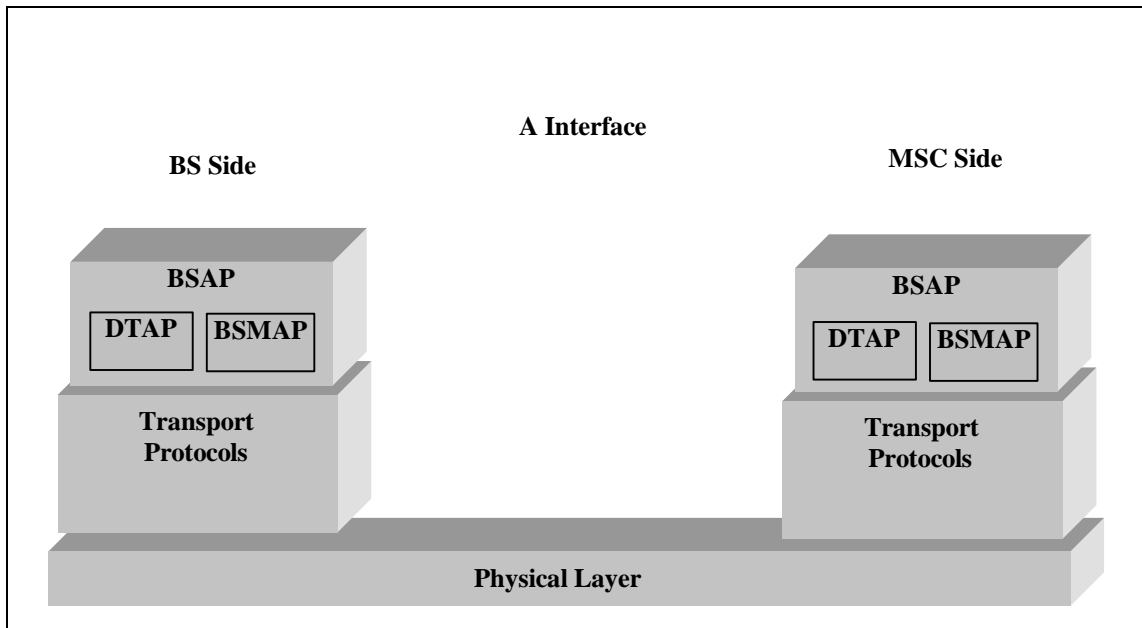 A Interface
BS Side
MSC Side
BSAP
DTAP BSMAP
Transport
Protocols
BSAP
DTAP BSMAP
Transport
Protocols
Physical Layer